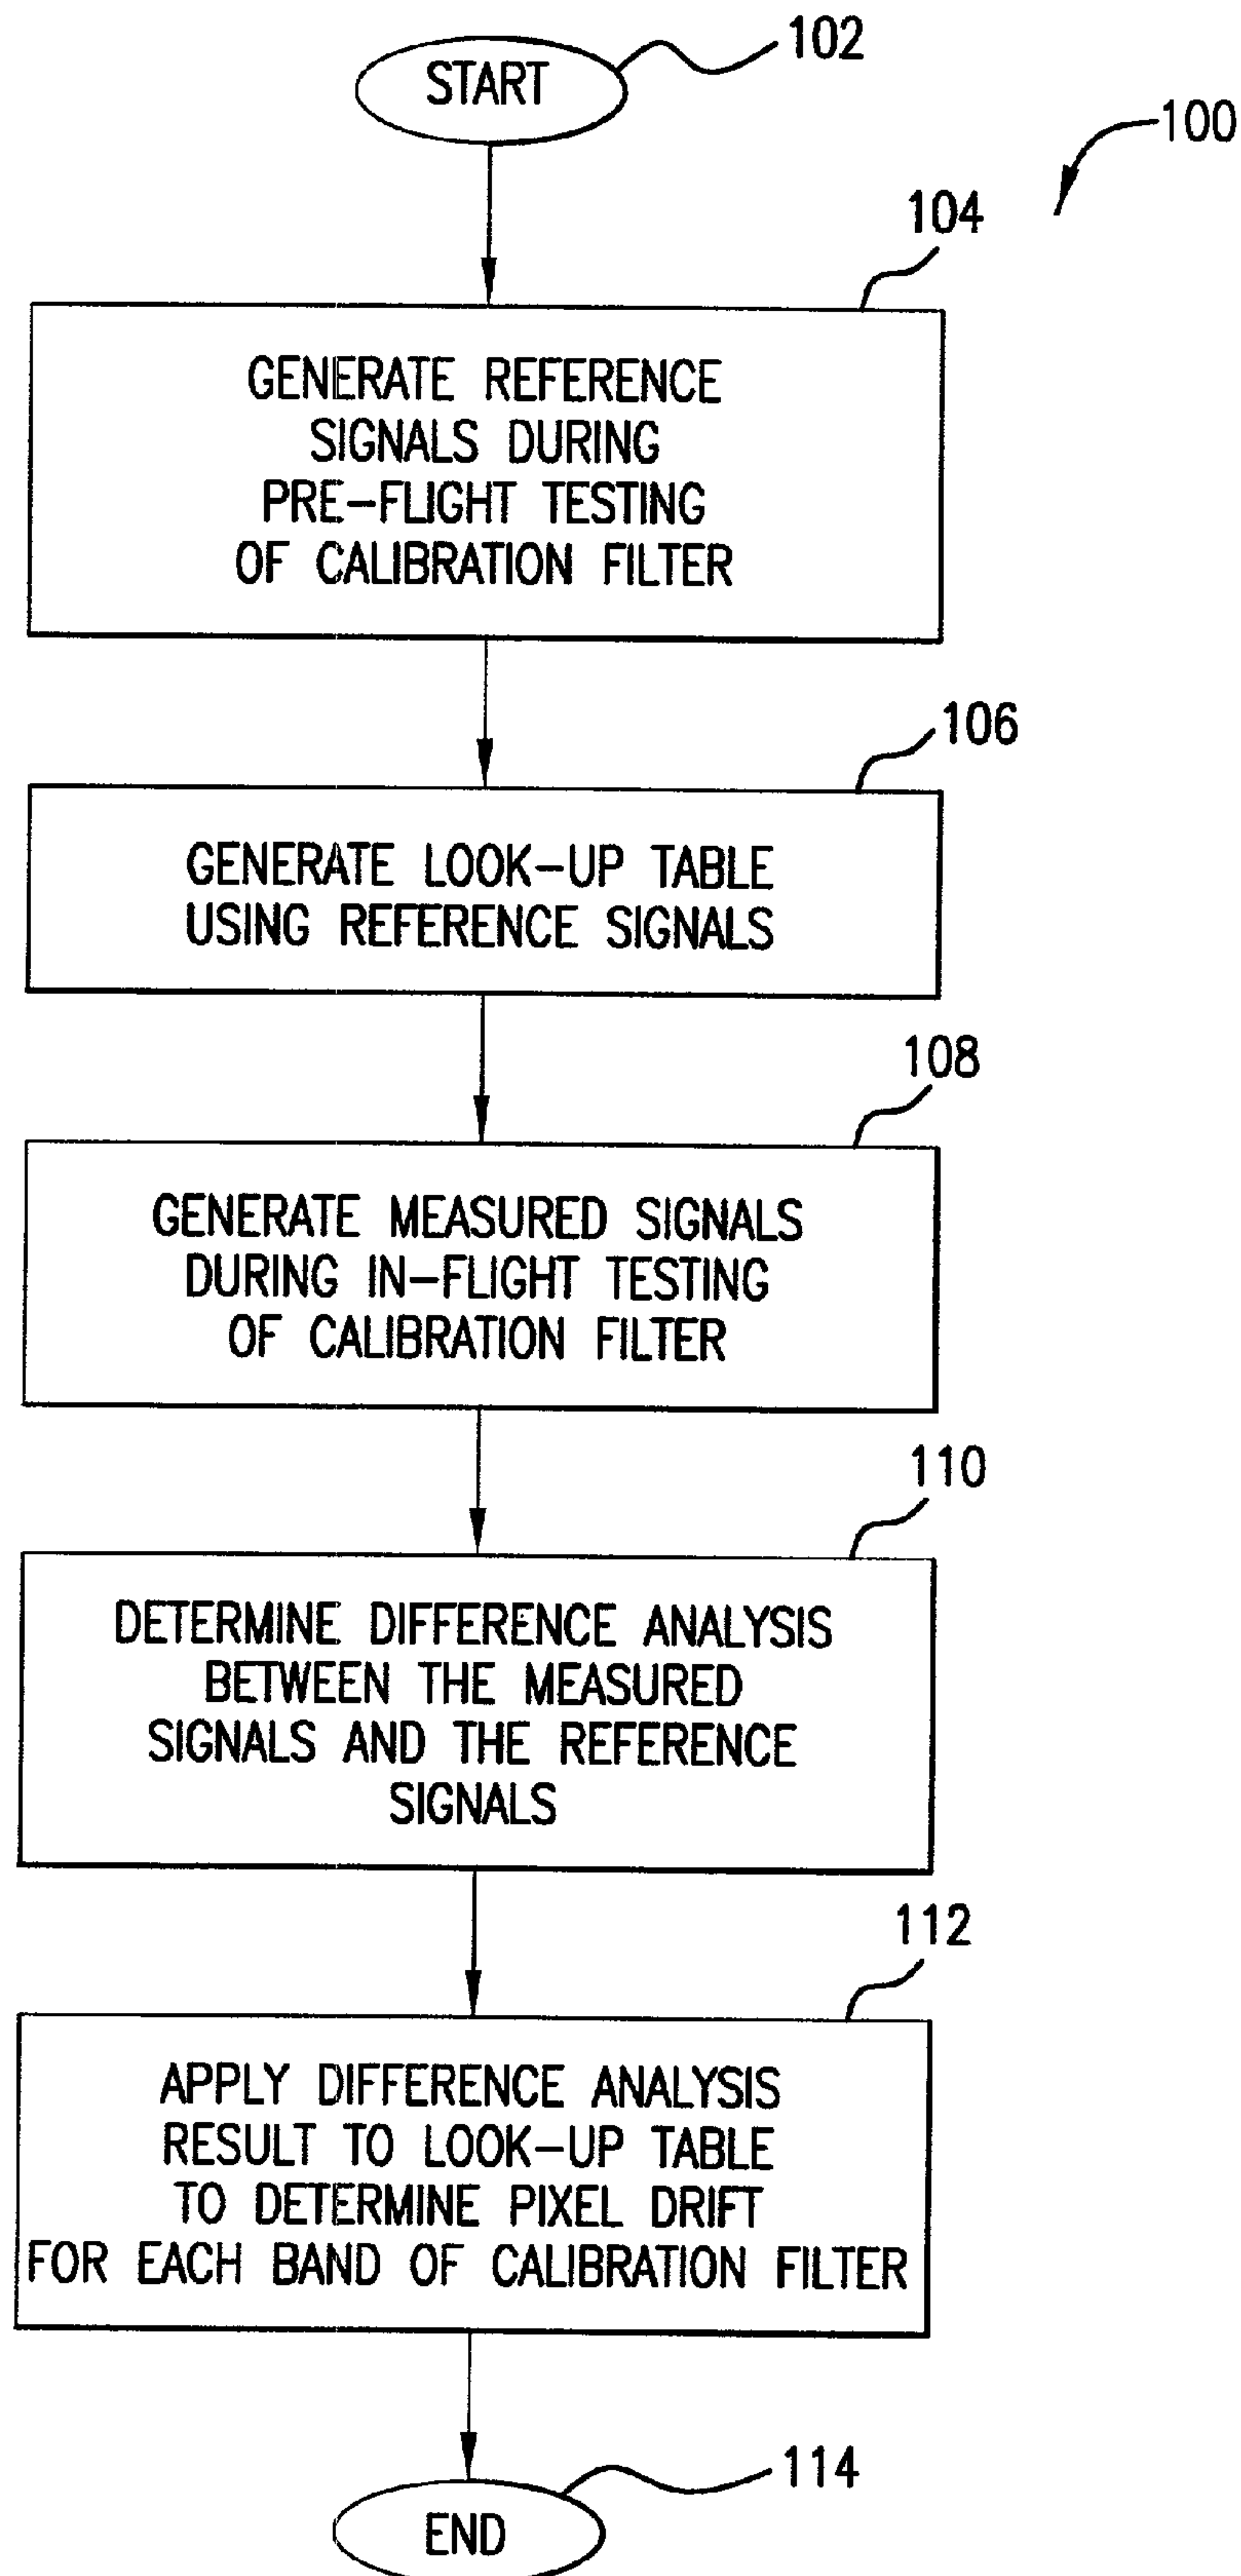 START
102
100
104
GENERATE REFERENCE
SIGNALS DURING
PRE-FLIGHT TESTING
OF CALIBRATION FILTER
106
GENERATE LOOK-UP TABLE
USING REFERENCE SIGNALS
108
GENERATE MEASURED SIGNALS
DURING IN-FLIGHT TESTING
OF CALIBRATION FILTER
110
DETERMINE DIFFERENCE ANALYSIS
BETWEEN THE MEASURED
SIGNALS AND THE REFERENCE
SIGNALS
112
APPLY DIFFERENCE ANALYSIS
RESULT TO LOOK-UP TABLE
TO DETERMINE PIXEL DRIFT
FOR EACH BAND OF CALIBRATION FILTER
114
END